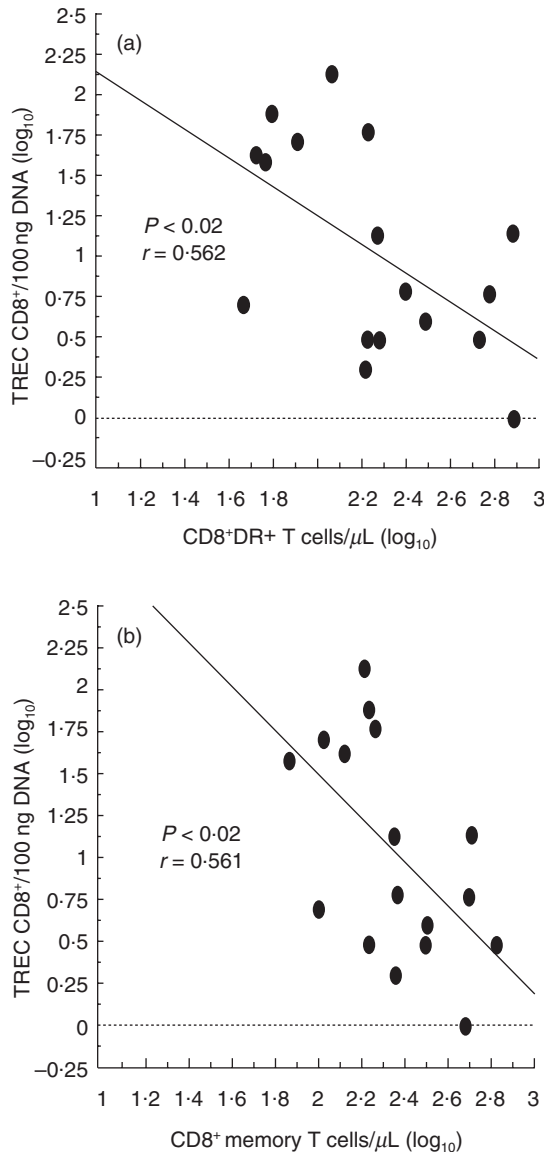 2·5
(a)
2·25
2
1·75
1·5
1·25
1
0·75
0·5
0·25
0
–0·25
TREC CD8⁺/100 ng DNA (log₁₀)
P < 0.02
r = 0·562
1 1·2 1·4 1·6 1·8 2·2 2·4 2·6 2·8 3
CD8⁺DR+ T cells/μL (log₁₀)
2·5
(b)
2·25
2
1·75
1·5
1·25
1
0·75
0·5
0·25
0
–0·25
TREC CD8⁺/100 ng DNA (log₁₀)
P < 0·02
r = 0·561
1 1·2 1·4 1·6 1·8 2 2·2 2·4 2·6 2·8 3
CD8⁺ memory T cells/μL (log₁₀)